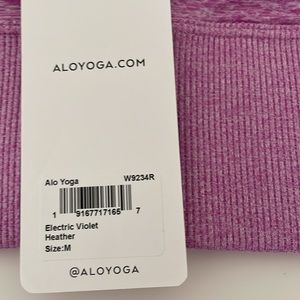 ALOYOGA.COM
Alo Yoga W9234R
1 9167717165 7
Electric Violet
Heather
Size:M
@ALOYOGA